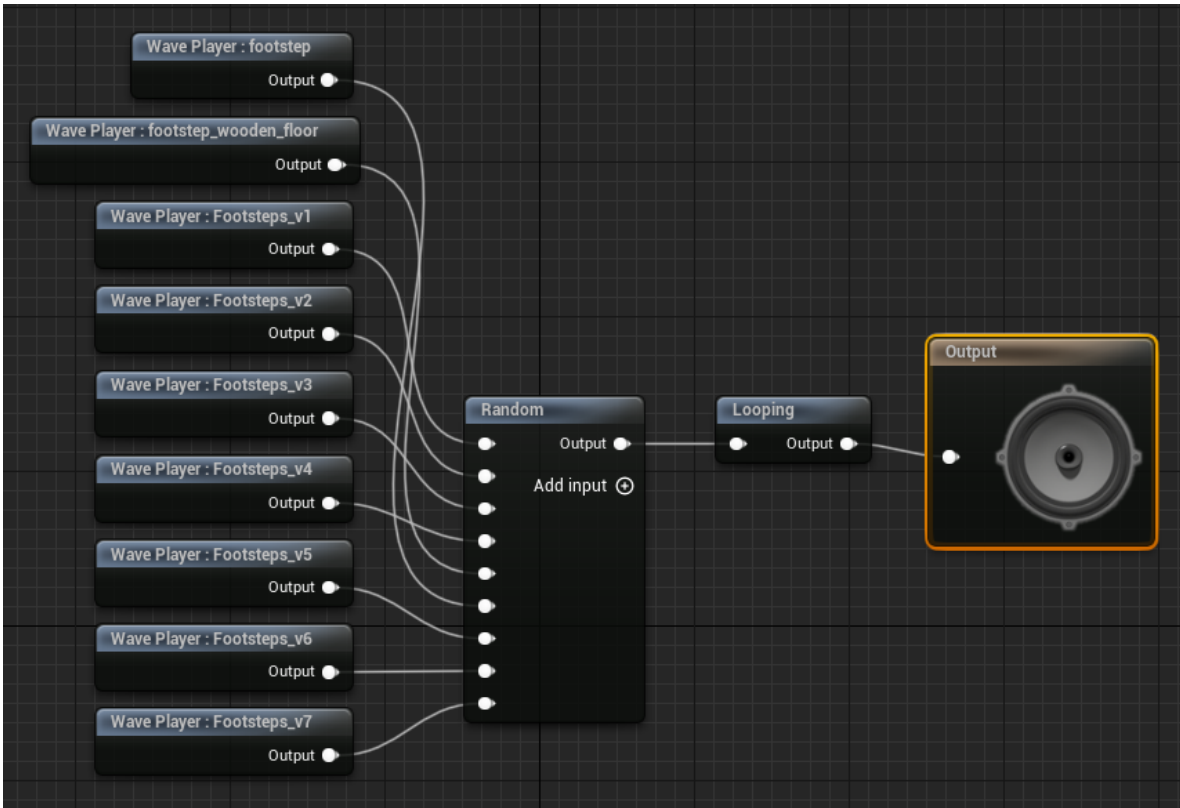 Wave Player : footstep
Output
Wave Player : footstep_wooden_floor
Output
Wave Player : Footsteps_v1
Output
Wave Player : Footsteps_v2
Output
Wave Player : Footsteps_v3
Output
Wave Player : Footsteps_v4
Output
Wave Player : Footsteps_v5
Output
Wave Player : Footsteps_v6
Output
Wave Player : Footsteps_v7
Output
Random
Output
Add input
Looping
Output
Output